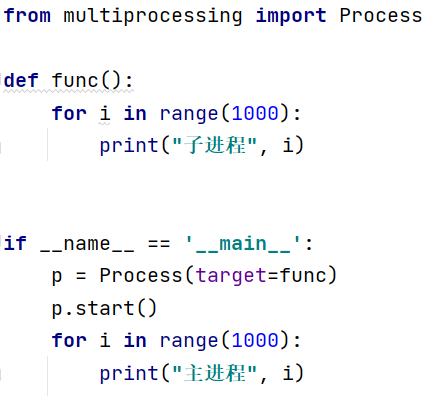 from multiprocessing import Process
def func():
    for i in range(1000):
        print("子进程", i)
if __name__ == '__main__':
    p = Process(target=func)
    p.start()
    for i in range(1000):
        print("主进程", i)